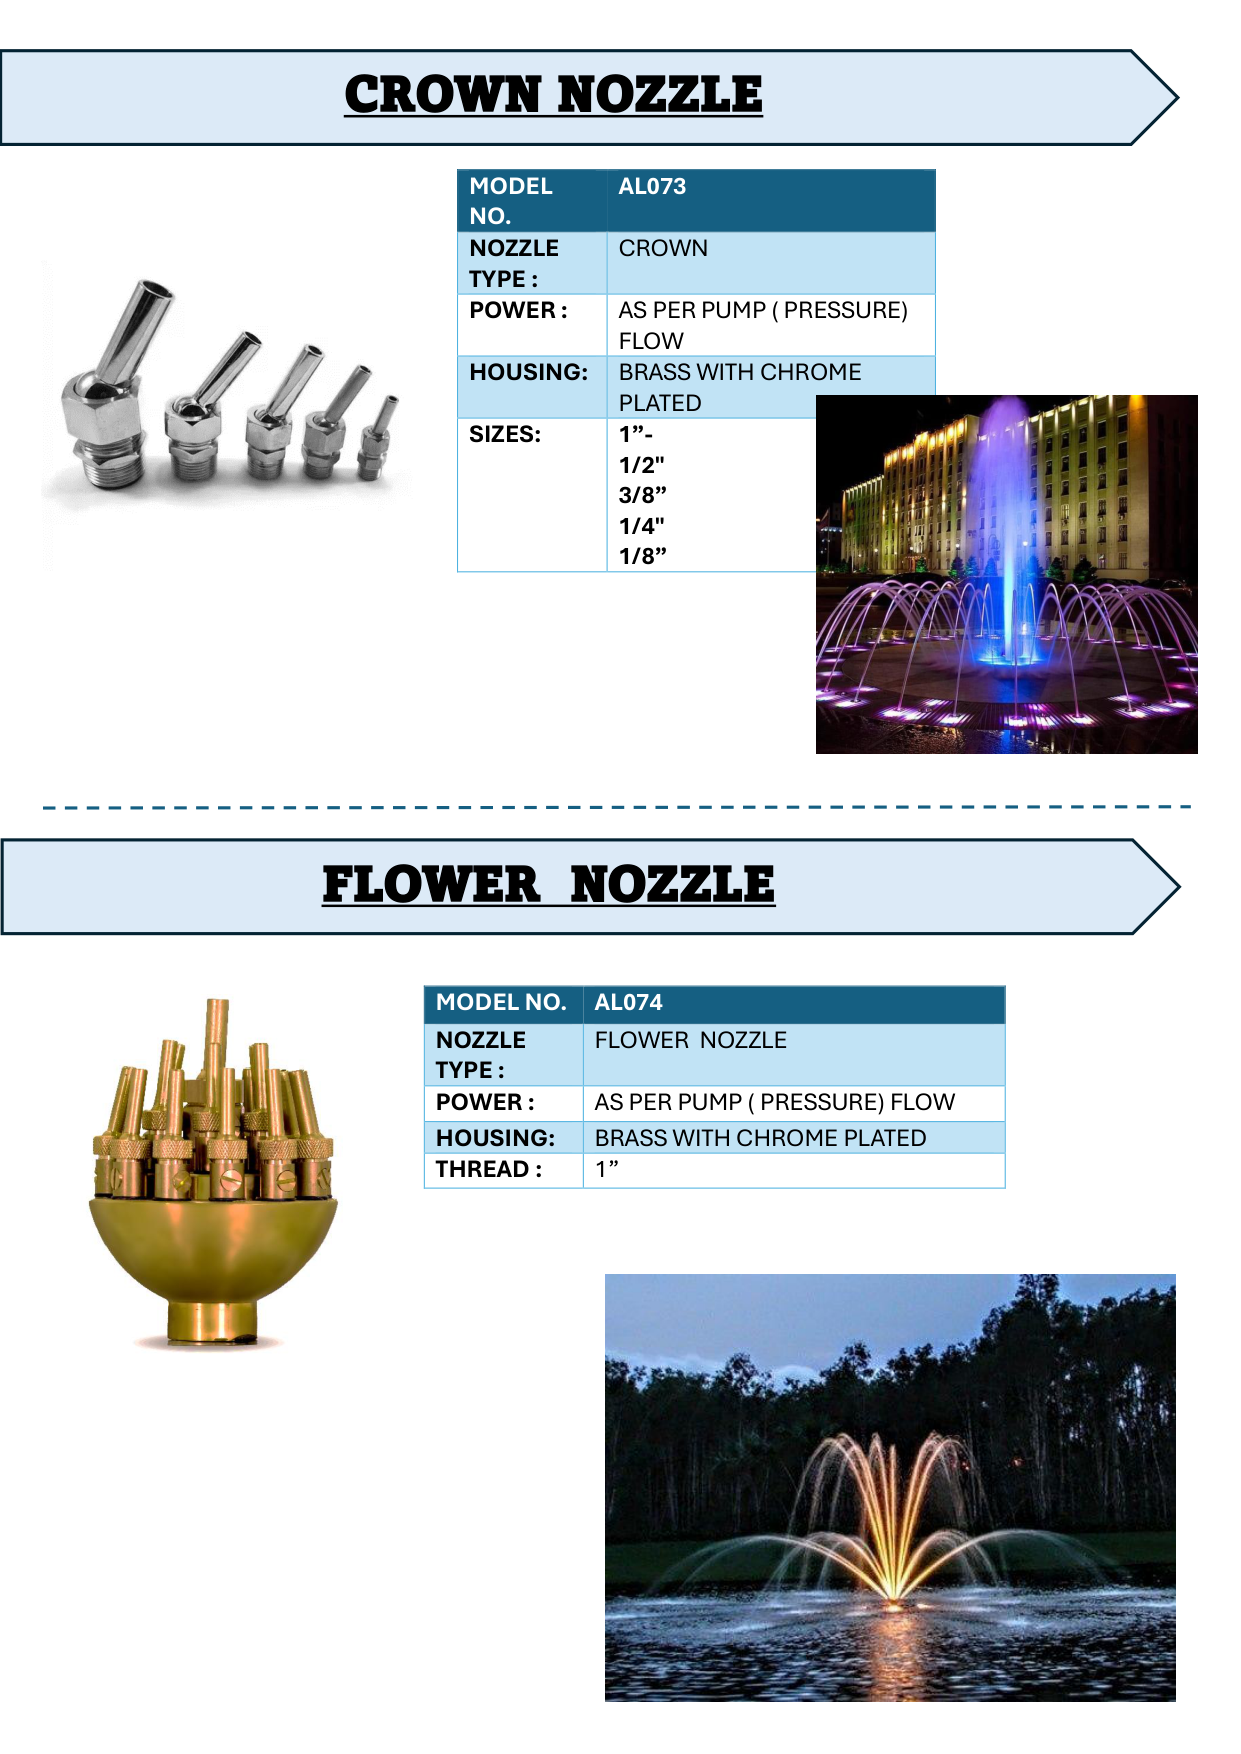 CROWN NOZZLE
MODEL NO. AL073
NOZZLE TYPE : CROWN
POWER : AS PER PUMP ( PRESSURE) FLOW
HOUSING: BRASS WITH CHROME PLATED
SIZES: 1”-
1/2"
3/8”
1/4"
1/8”
FLOWER NOZZLE
MODEL NO. AL074
NOZZLE TYPE : FLOWER NOZZLE
POWER : AS PER PUMP ( PRESSURE) FLOW
HOUSING: BRASS WITH CHROME PLATED
THREAD : 1”